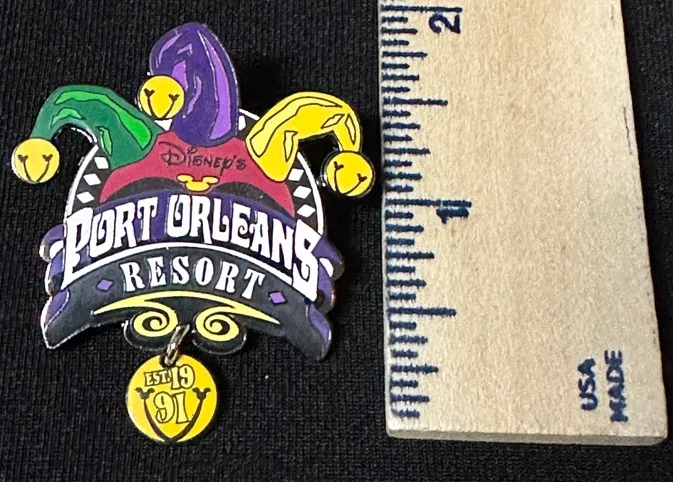 DISNEY'S
PORT ORLEANS
RESORT
EST. 19
91
2
1
USA
MADE